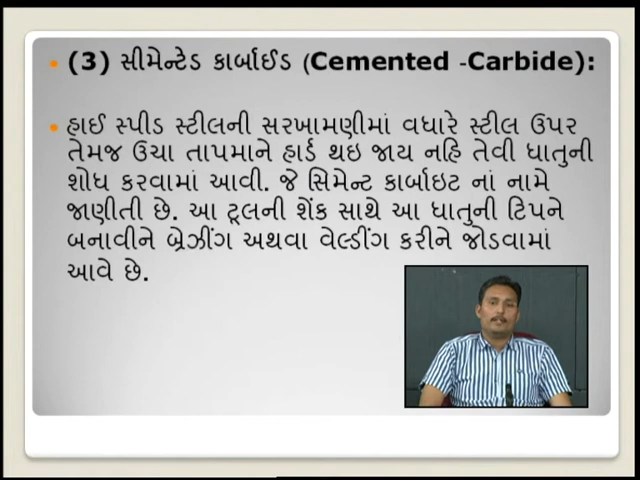 (3) સીમેન્ટેડ કાર્બાઈડ (Cemented -Carbide):
હાઈ સ્પીડ સ્ટીલની સરખામણીમાં વધારે સ્ટીલ ઉપર
તેમજ ઉચા તાપમાને હાર્ડ થઇ જાય નહિ તેવી ધાતુની
શોધ કરવામાં આવી. જે સિમેન્ટ કાર્બાઇટ નાં નામે
જાણીતી છે. આ ટૂલની શેંક સાથે આ ધાતુની ટિપને
બનાવીને બ્રેઝીંગ અથવા વેલ્ડીંગ કરીને જોડવામાં
આવે છે.